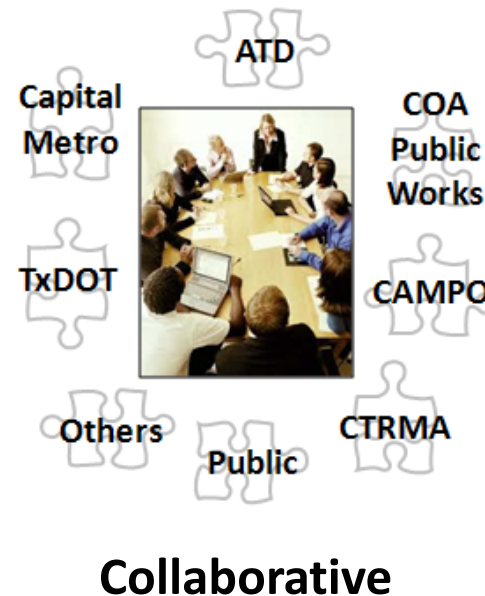 ATD
Capital
Metro
COA
Public
Works
TxDOT
CAMPO
Others
Public
CTRMA
Collaborative